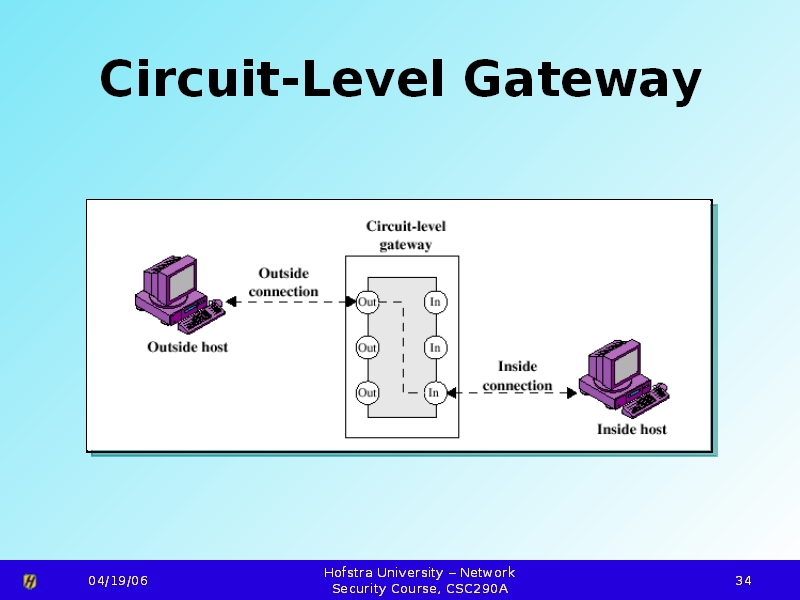 Circuit-Level Gateway
Circuit-level
gateway
Outside
connection
Out
In
Outside host
Out
In
Inside
connection
Out
In
Inside host
04/19/06
Hofstra University – Network
Security Course, CSC290A
34